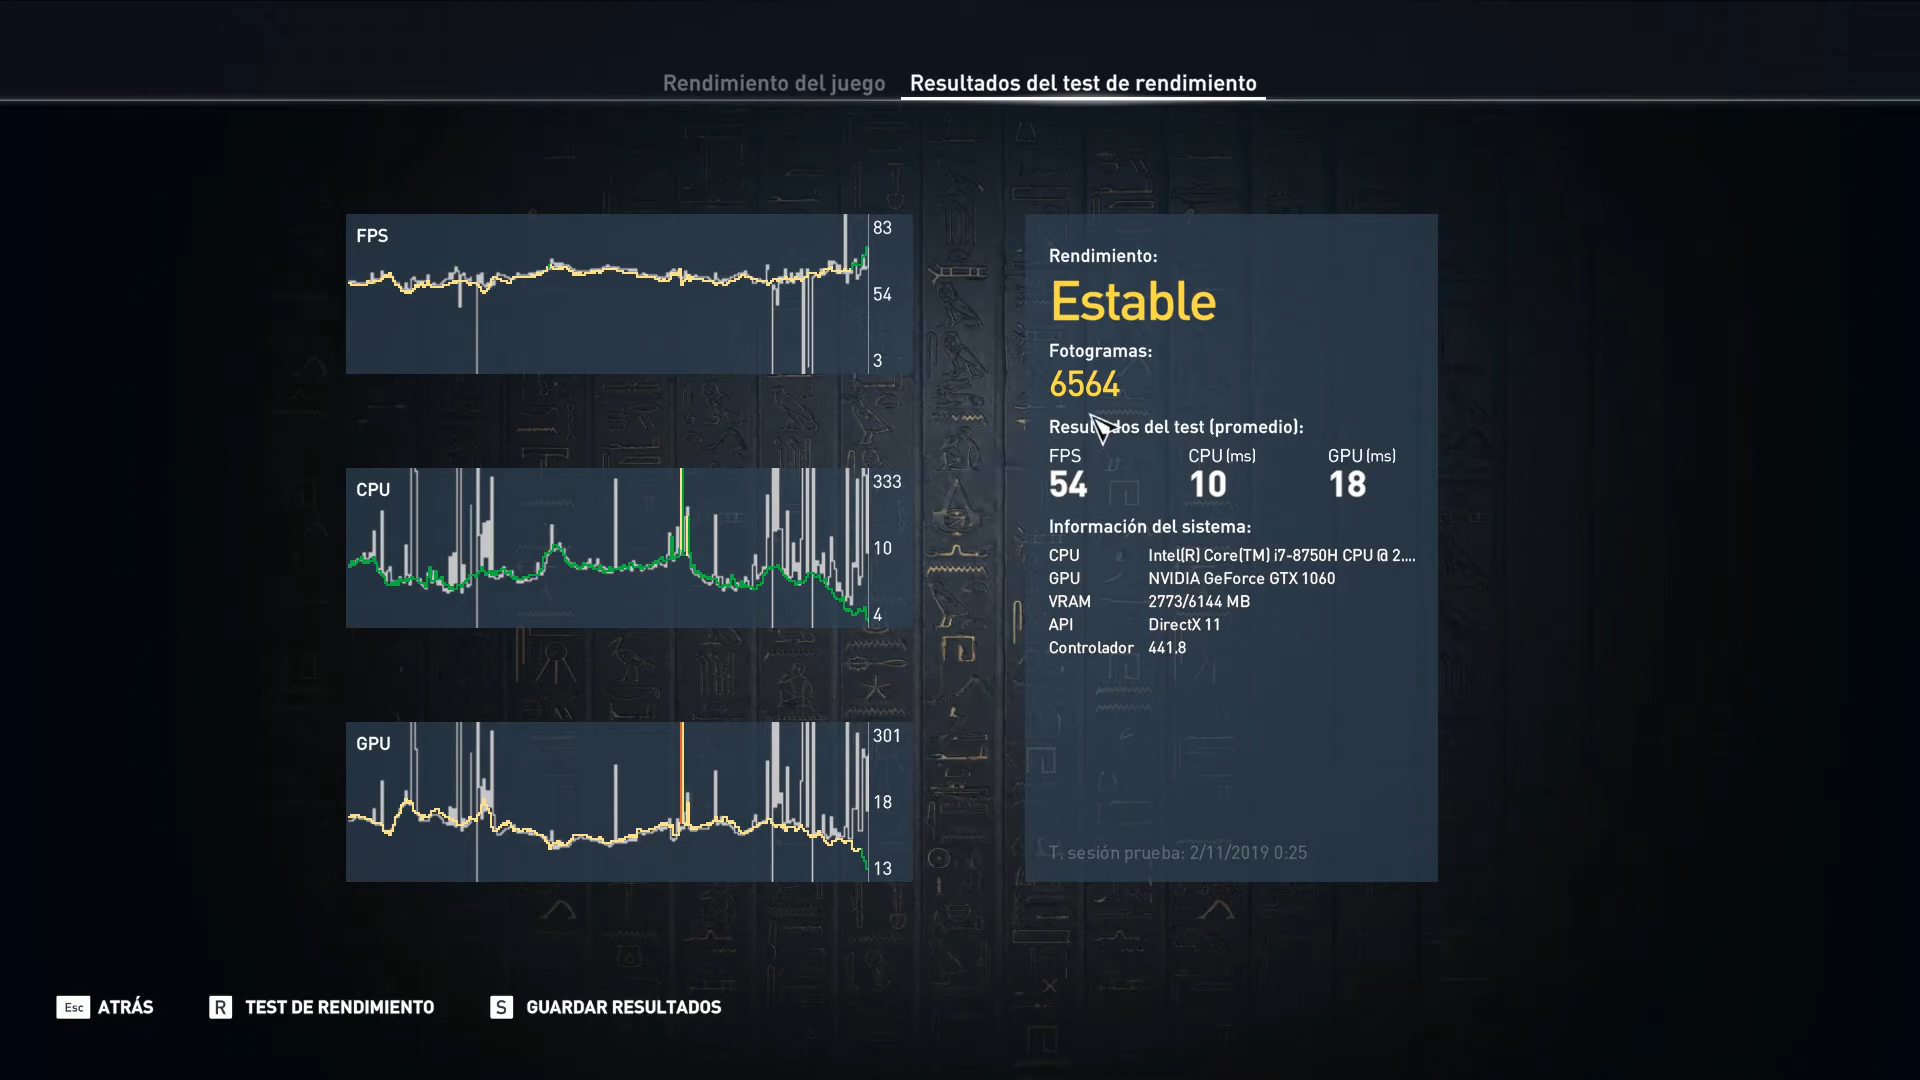 Rendimiento del juego Resultados del test de rendimiento
FPS
83
54
3
CPU
333
10
4
GPU
301
18
13
Rendimiento:
Estable
Fotogramas:
6564
Resultados del test (promedio):
FPS CPU (ms) GPU (ms)
54 10 18
Información del sistema:
CPU Intel(R) Core(TM) i7-8750H CPU @ 2....
GPU NVIDIA GeForce GTX 1060
VRAM 2773/6144 MB
API DirectX 11
Controlador 441.8
T. sesión prueba: 2/11/2019 0:25
Esc ATRÁS R TEST DE RENDIMIENTO S GUARDAR RESULTADOS